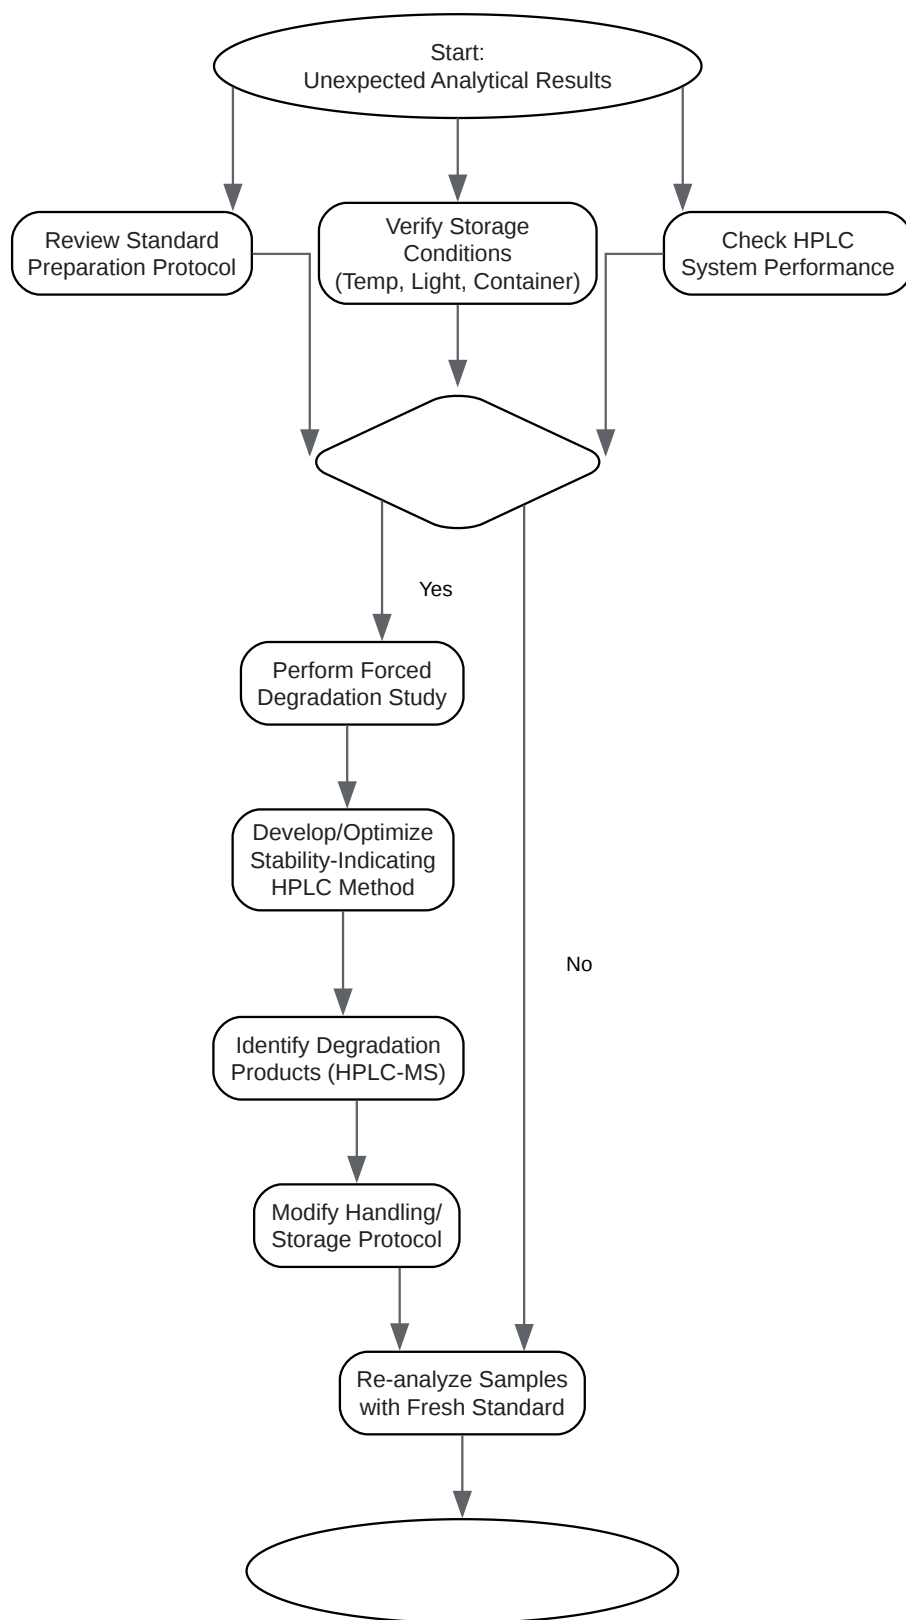 Start:
Unexpected Analytical Results
Review Standard
Preparation Protocol
Verify Storage
Conditions
(Temp, Light, Container)
Check HPLC
System Performance
Yes
Perform Forced
Degradation Study
Develop/Optimize
Stability-Indicating
HPLC Method
No
Identify Degradation
Products (HPLC-MS)
Modify Handling/
Storage Protocol
Re-analyze Samples
with Fresh Standard